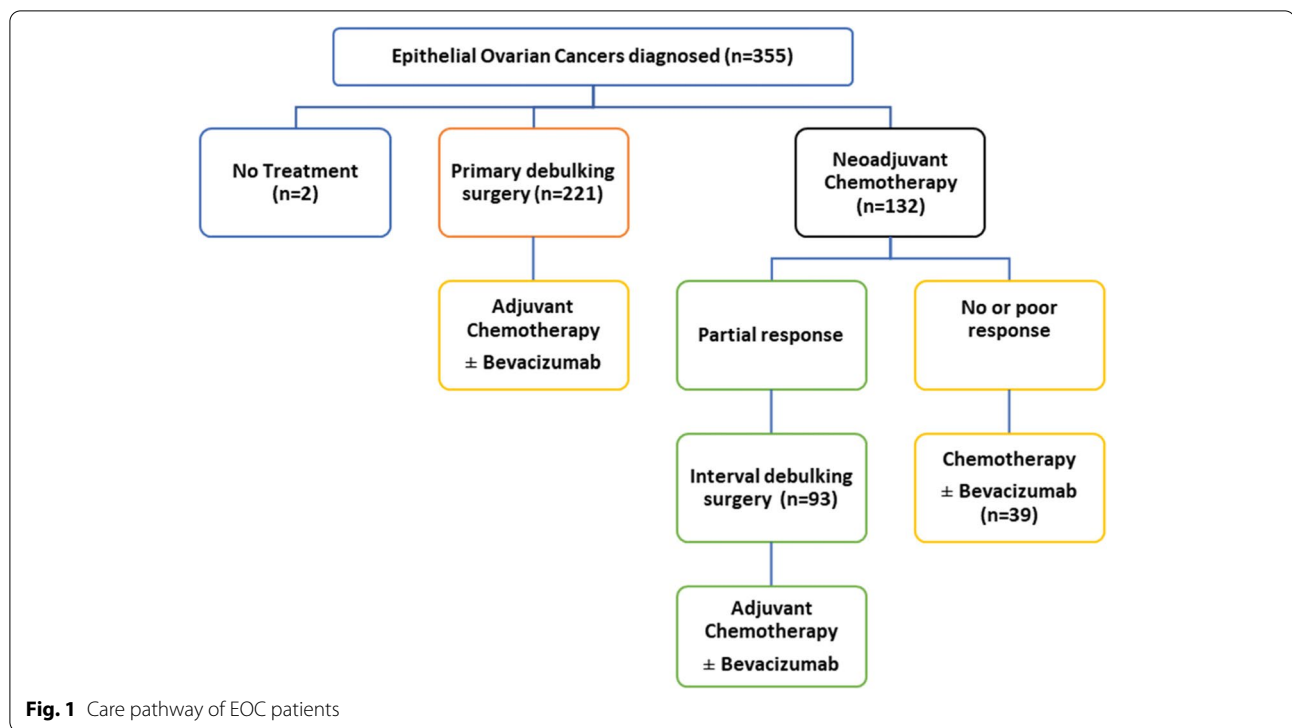 Epithelial Ovarian Cancers diagnosed (n=355)
No Treatment
(n=2)
Primary debulking
surgery (n=221)
Neoadjuvant
Chemotherapy
(n=132)
Adjuvant
Chemotherapy
± Bevacizumab
Partial response
No or poor
response
Interval debulking
surgery (n=93)
Chemotherapy
± Bevacizumab
(n=39)
Adjuvant
Chemotherapy
± Bevacizumab
Fig. 1 Care pathway of EOC patients